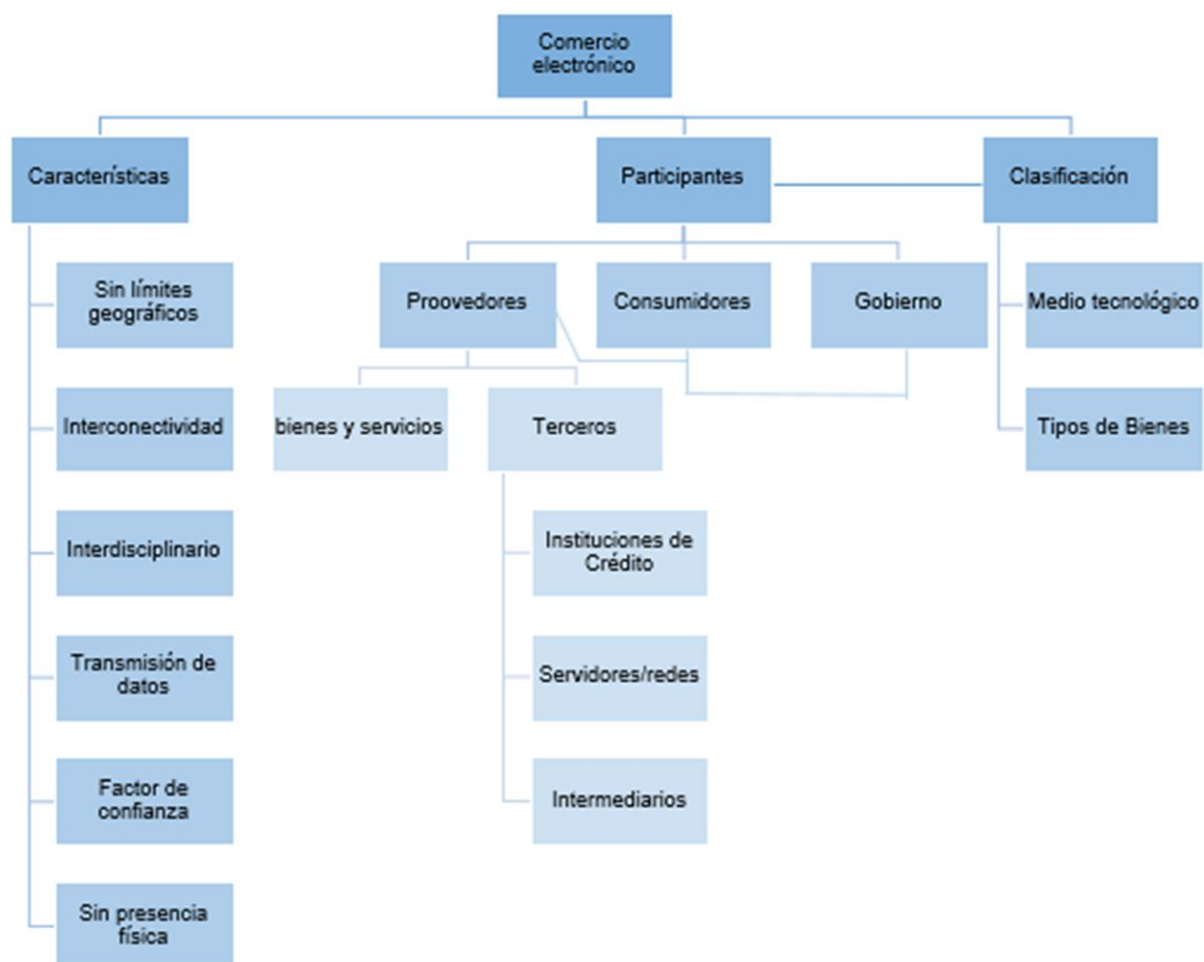 Comercio
electrónico
Características
Participantes
Clasificación
Sin límites
geográficos
Proovedores
Consumidores
Gobierno
Medio tecnológico
Interconectividad
bienes y servicios
Terceros
Tipos de Bienes
Interdisciplinario
Instituciones de
Crédito
Transmisión de
datos
Servidores/redes
Factor de
confianza
Intermediarios
Sin presencia
física